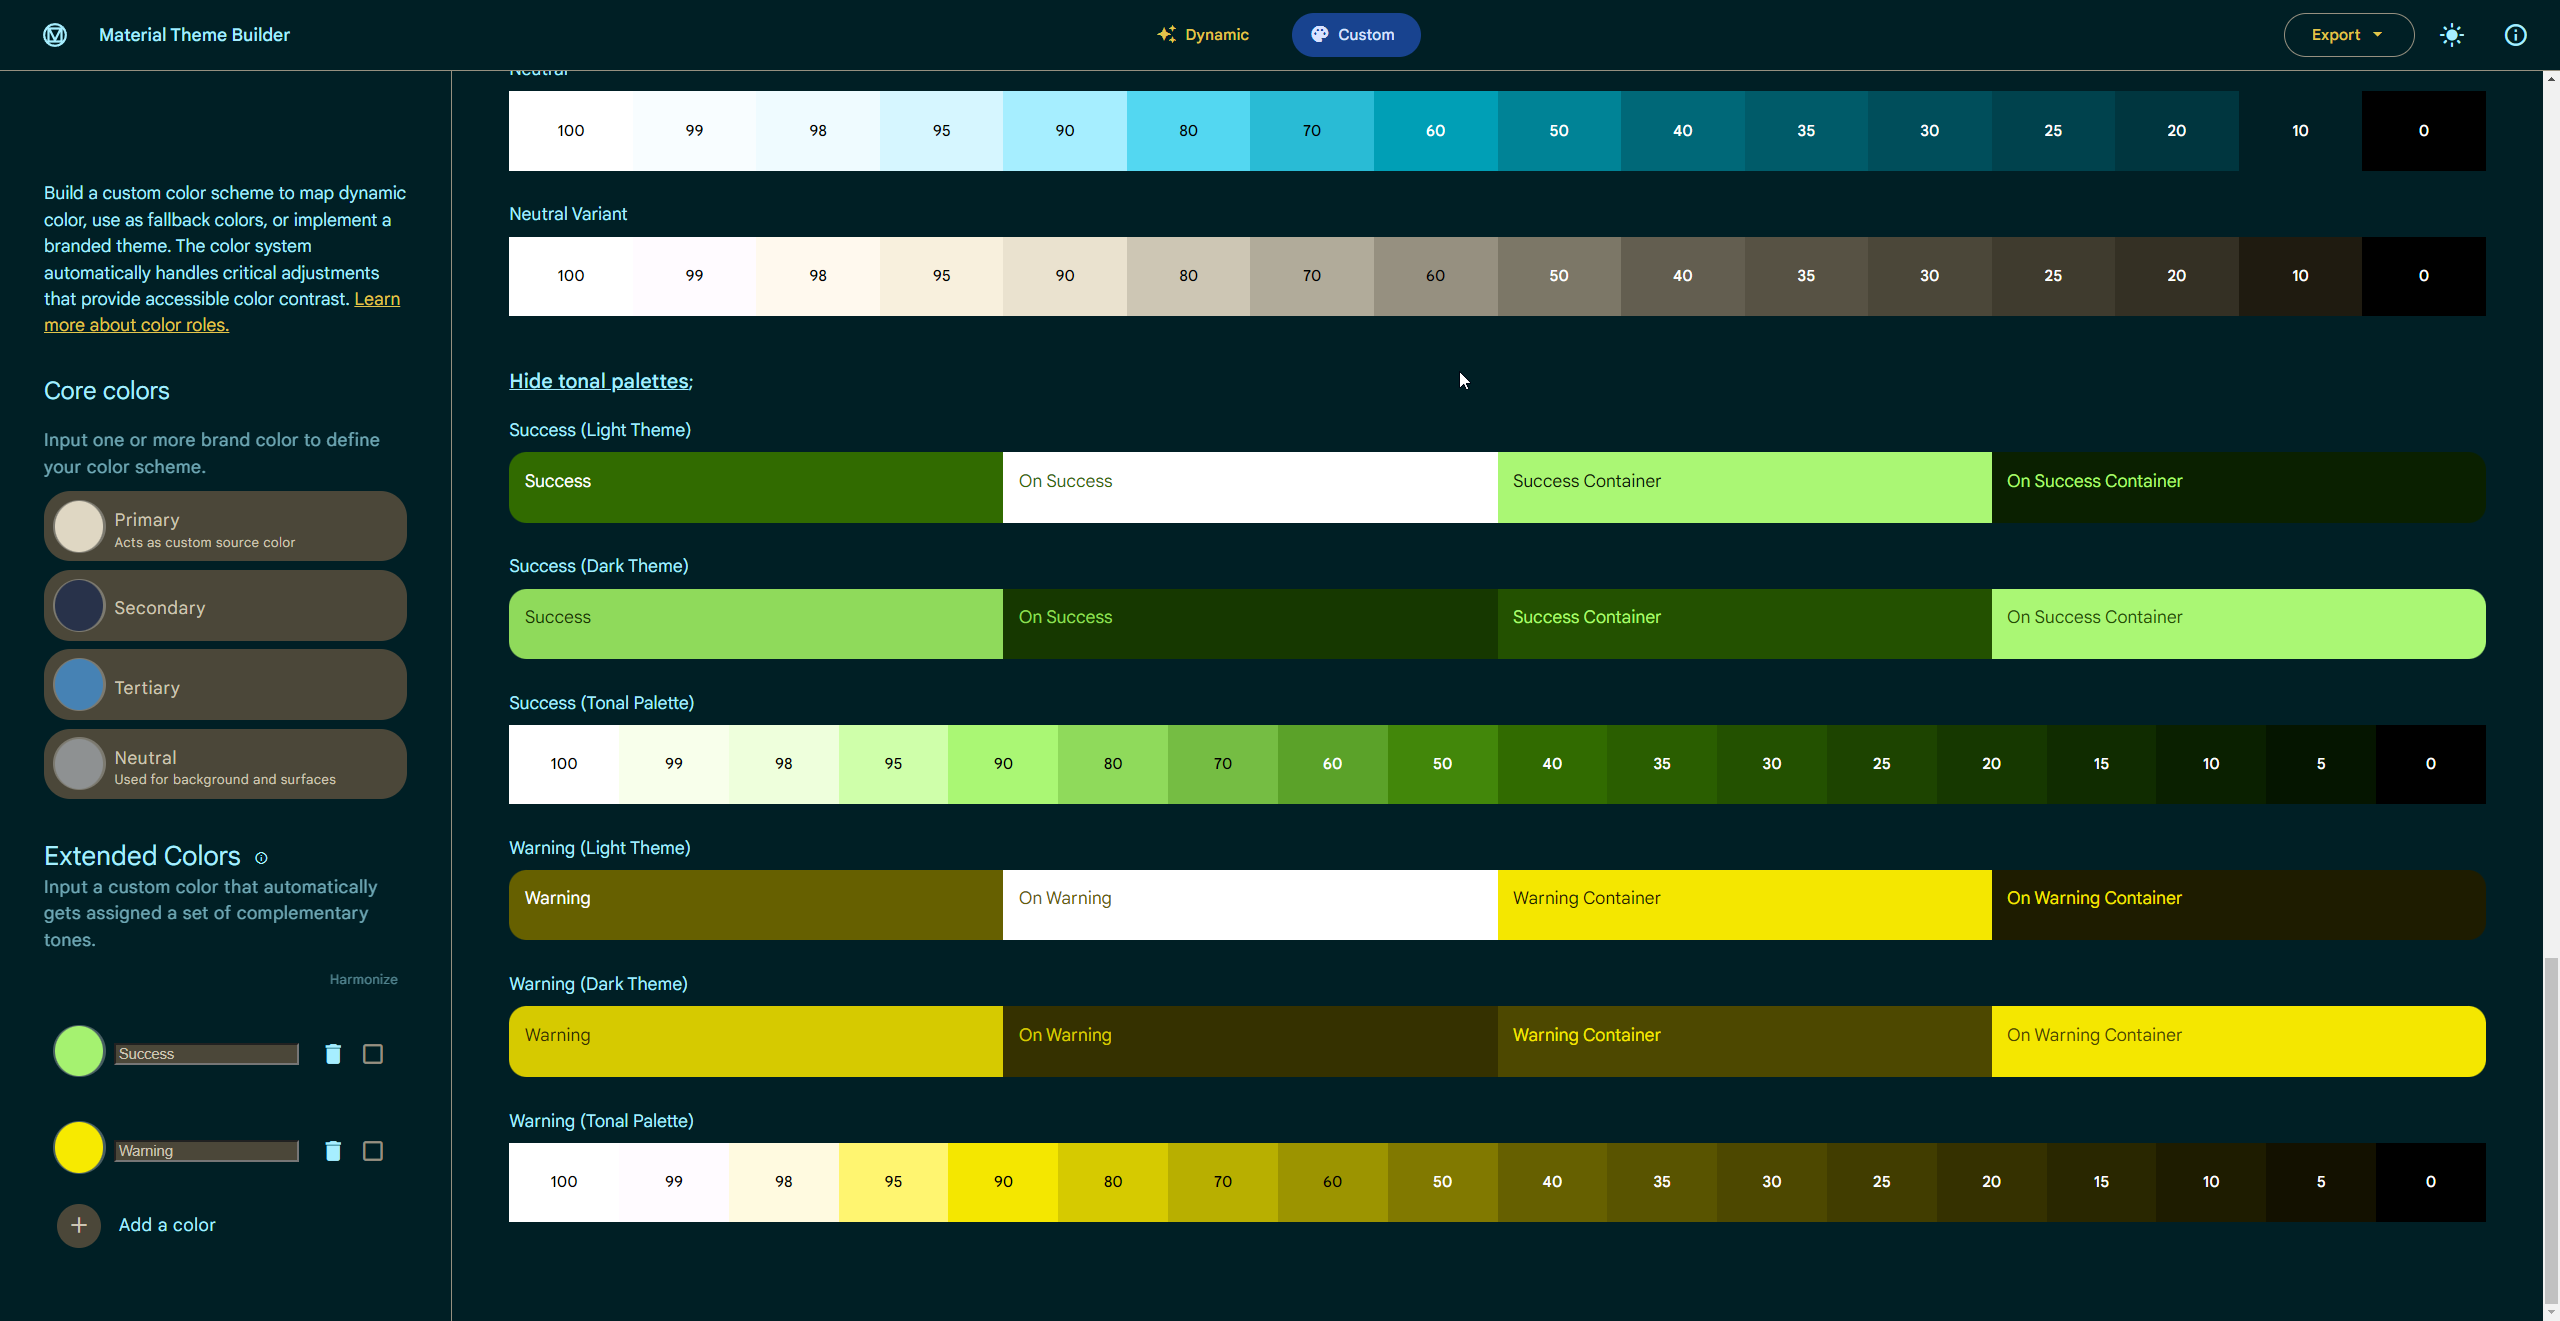 Material Theme Builder
Dynamic
Custom
Export
Build a custom color scheme to map dynamic
color, use as fallback colors, or implement a
branded theme. The color system
automatically handles critical adjustments
that provide accessible color contrast. Learn
more about color roles.
Core colors
Input one or more brand color to define
your color scheme.
Primary
Acts as custom source color
Secondary
Tertiary
Neutral
Used for background and surfaces
Extended Colors
Input a custom color that automatically
gets assigned a set of complementary
tones.
Harmonize
Success
Warning
Add a color
Neutral
100 99 98 95 90 80 70 60 50 40 35 30 25 20 10 0
Neutral Variant
100 99 98 95 90 80 70 60 50 40 35 30 25 20 10 0
Hide tonal palettes;
Success (Light Theme)
Success On Success Success Container On Success Container
Success (Dark Theme)
Success On Success Success Container On Success Container
Success (Tonal Palette)
100 99 98 95 90 80 70 60 50 40 35 30 25 20 15 10 5 0
Warning (Light Theme)
Warning On Warning Warning Container On Warning Container
Warning (Dark Theme)
Warning On Warning Warning Container On Warning Container
Warning (Tonal Palette)
100 99 98 95 90 80 70 60 50 40 35 30 25 20 15 10 5 0